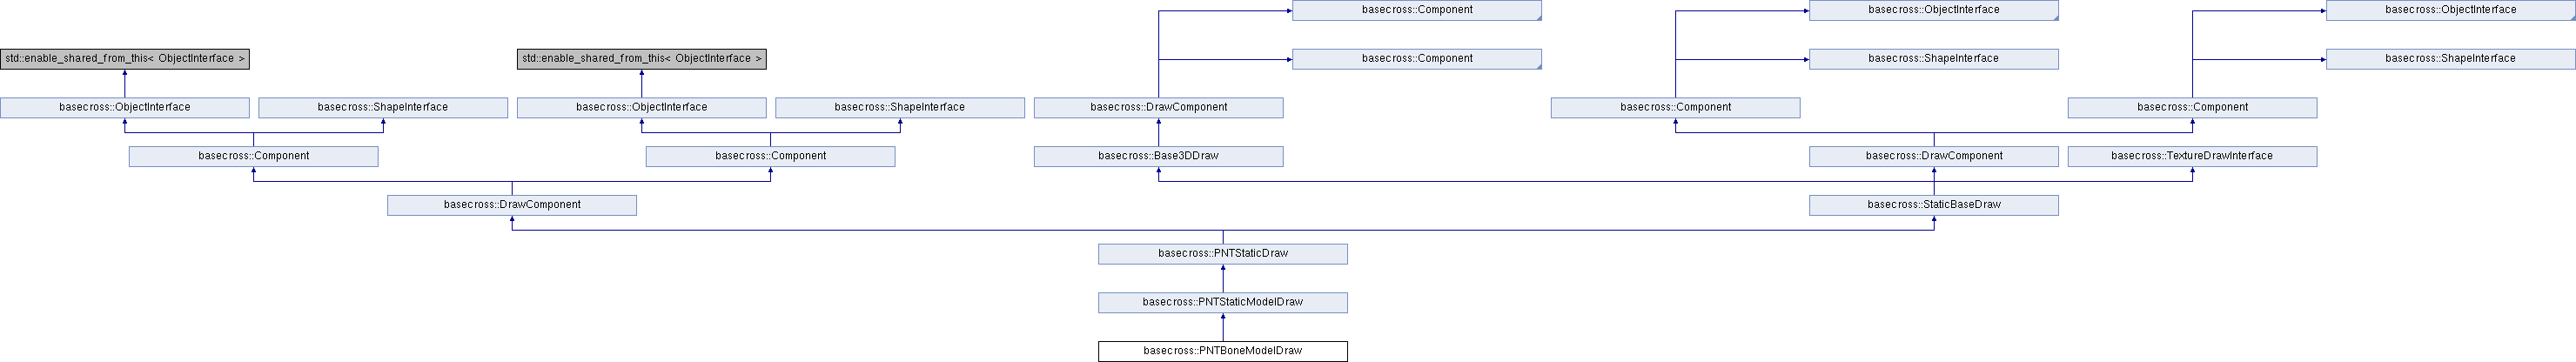 basecross::Component
basecross::ObjectInterface
basecross::ObjectInterface
std::enable_shared_from_this< ObjectInterface >
std::enable_shared_from_this< ObjectInterface >
basecross::Component
basecross::ShapeInterface
basecross::ShapeInterface
basecross::ObjectInterface
basecross::ShapeInterface
basecross::ObjectInterface
basecross::ShapeInterface
basecross::DrawComponent
basecross::Component
basecross::Component
basecross::Component
basecross::Component
basecross::Base3DDraw
basecross::DrawComponent
basecross::TextureDrawInterface
basecross::DrawComponent
basecross::StaticBaseDraw
basecross::PNTStaticDraw
basecross::PNTStaticModelDraw
basecross::PNTBoneModelDraw